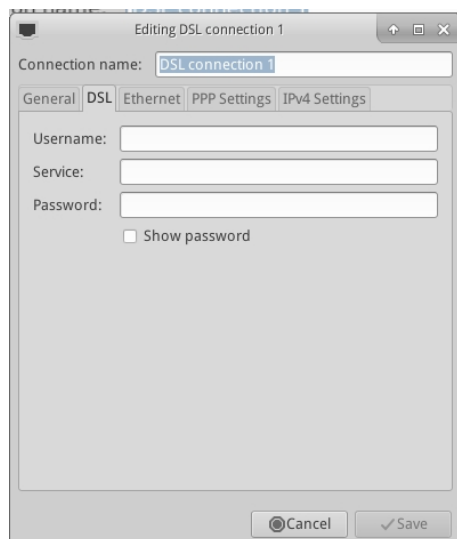 Editing DSL connection 1
Connection name: DSL connection 1
General DSL Ethernet PPP Settings IPv4 Settings
Username:
Service:
Password:
Show password
Cancel Save